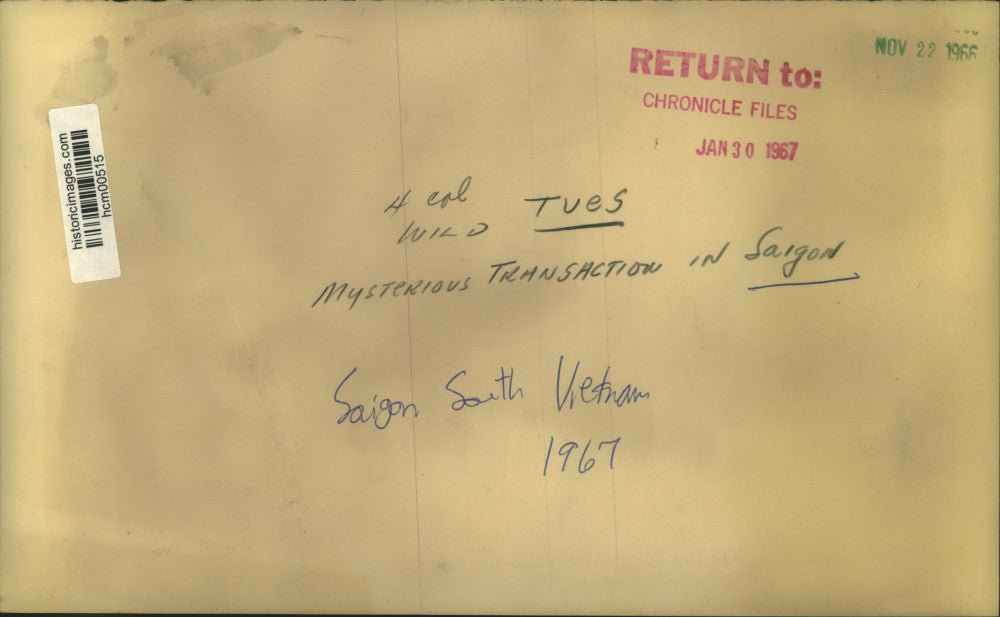 NOV 22 1966
RETURN to:
CHRONICLE FILES
JAN 30 1967
historicimages.com
hcm00515
4 col TUES
WILD
MYSTERIOUS TRANSACTION IN Saigon
Saigon South Vietnam
1967